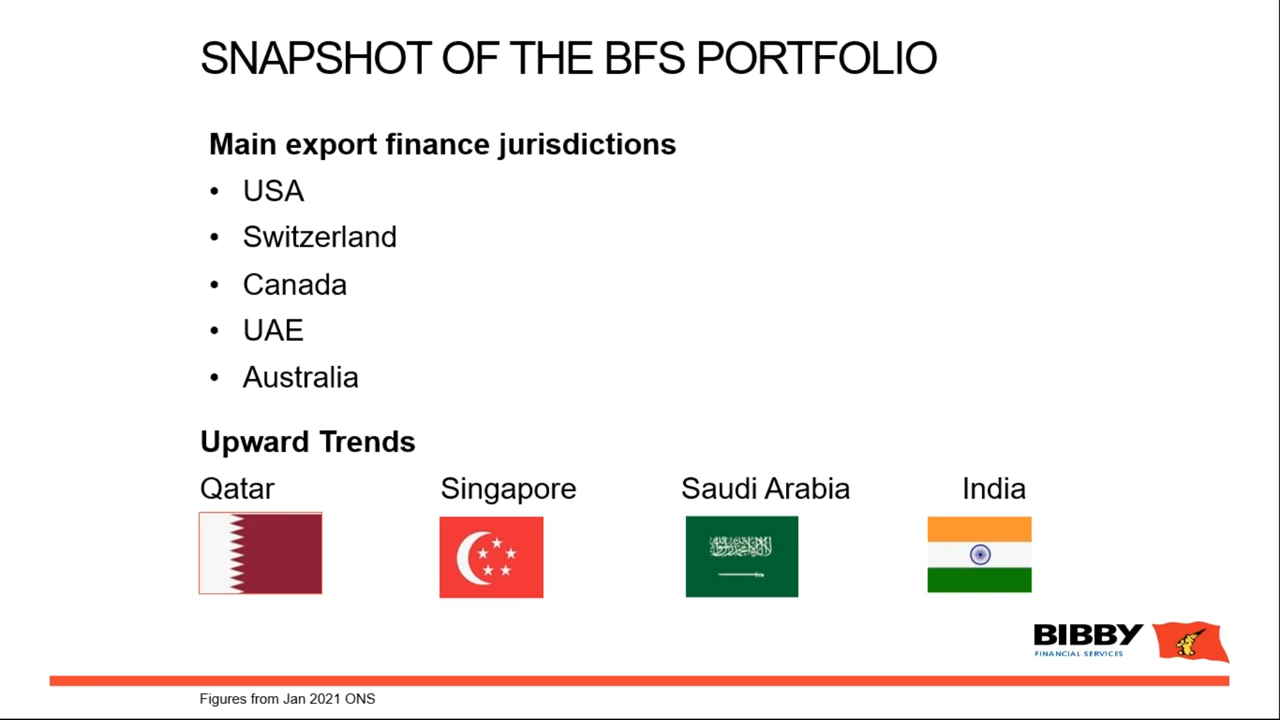 SNAPSHOT OF THE BFS PORTFOLIO
Main export finance jurisdictions
• USA
• Switzerland
• Canada
• UAE
• Australia
Upward Trends
Qatar Singapore Saudi Arabia India
BIBBY
FINANCIAL SERVICES
Figures from Jan 2021 ONS